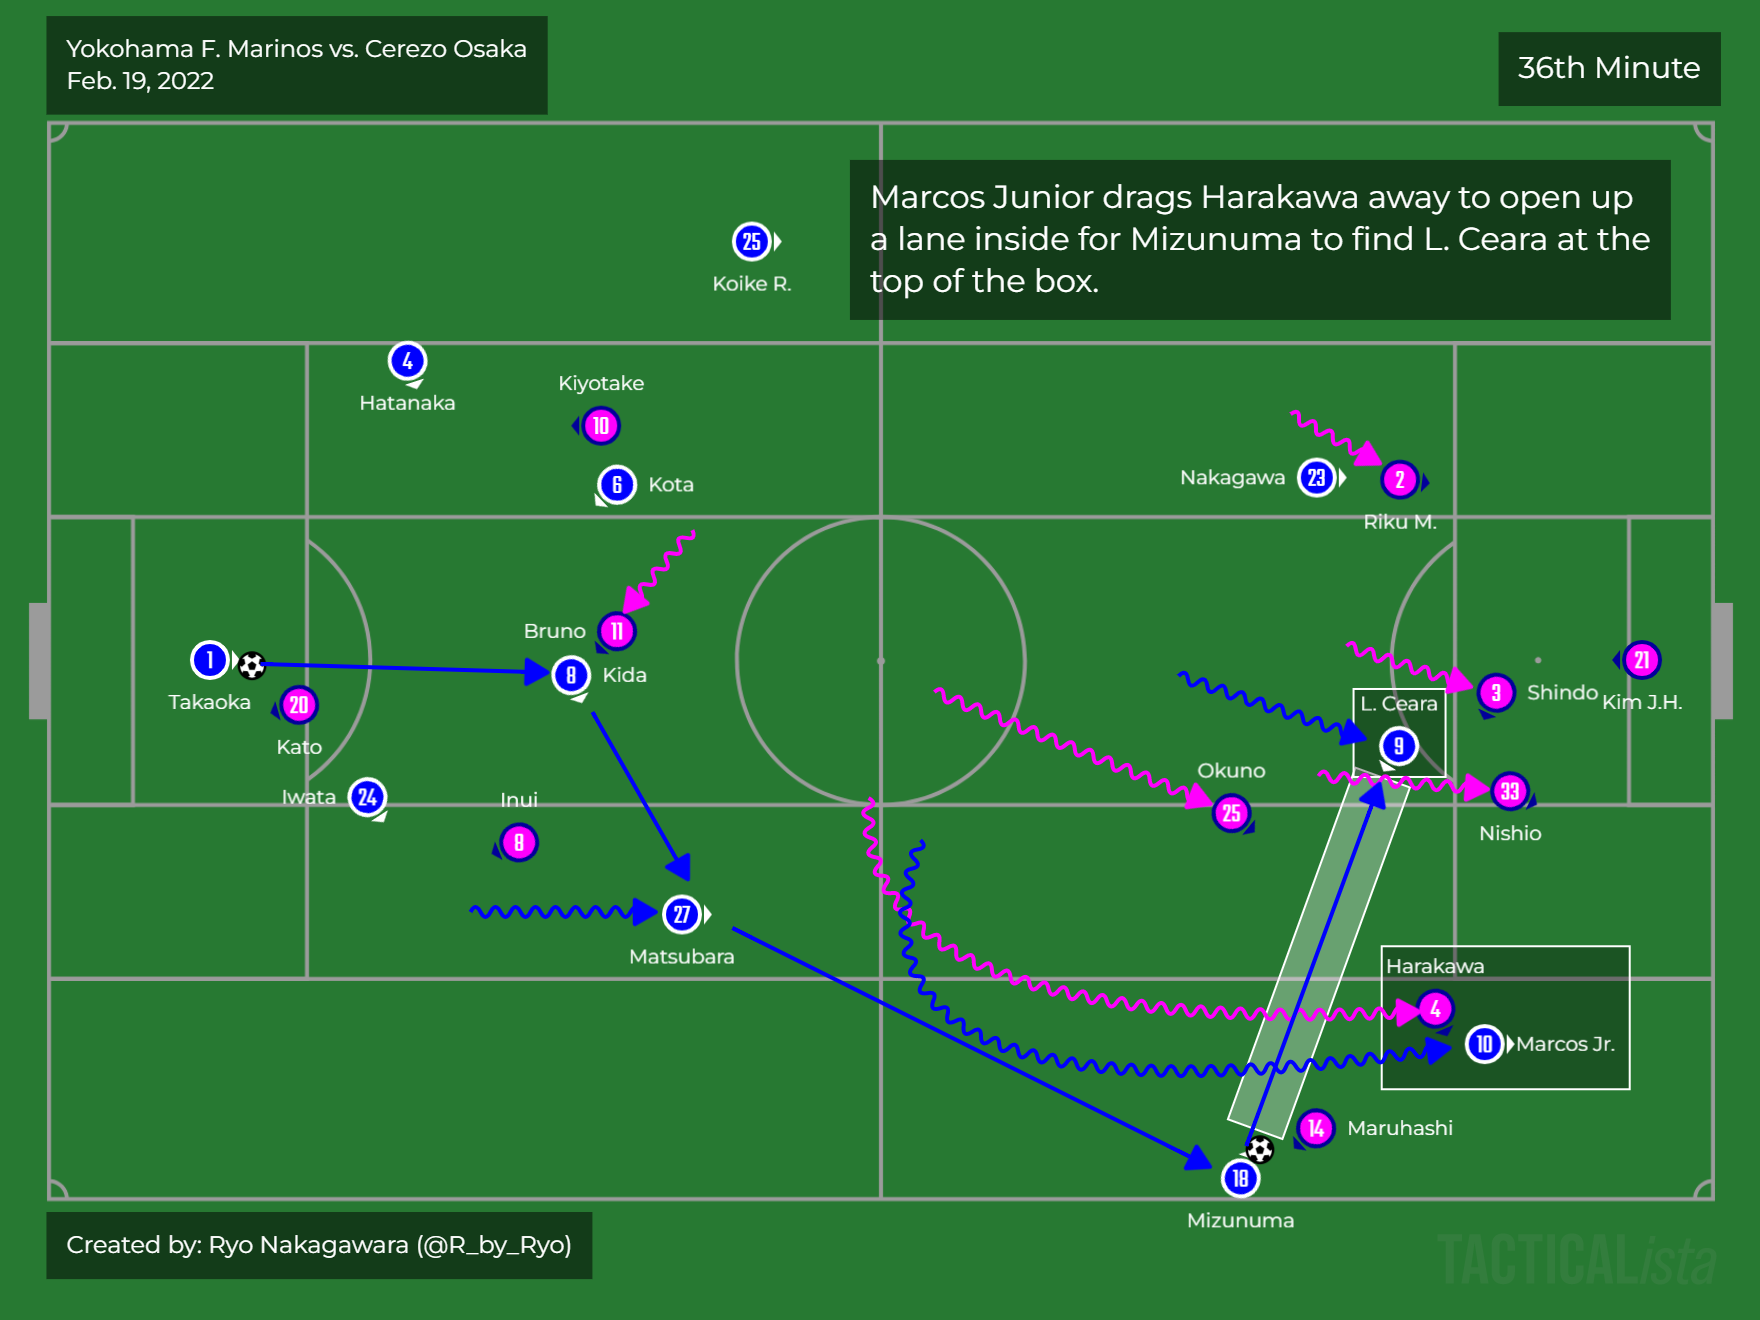 Yokohama F. Marinos vs. Cerezo Osaka
Feb. 19, 2022
36th Minute
Marcos Junior drags Harakawa away to open up
a lane inside for Mizunuma to find L. Ceara at the
top of the box.
25
Koike R.
4
Hatanaka
Kiyotake
10
6 Kota
Nakagawa 23
2
Riku M.
Bruno 11
1
Takaoka
8 Kida
20
Kato
21
Kim J.H.
3 Shindo
L. Ceara
9
Iwata 24
Inui
8
Okuno
25
33
Nishio
27
Matsubara
Harakawa
4
10 Marcos Jr.
14 Maruhashi
18
Mizunuma
Created by: Ryo Nakagawara (@R_by_Ryo)
TACTICALista